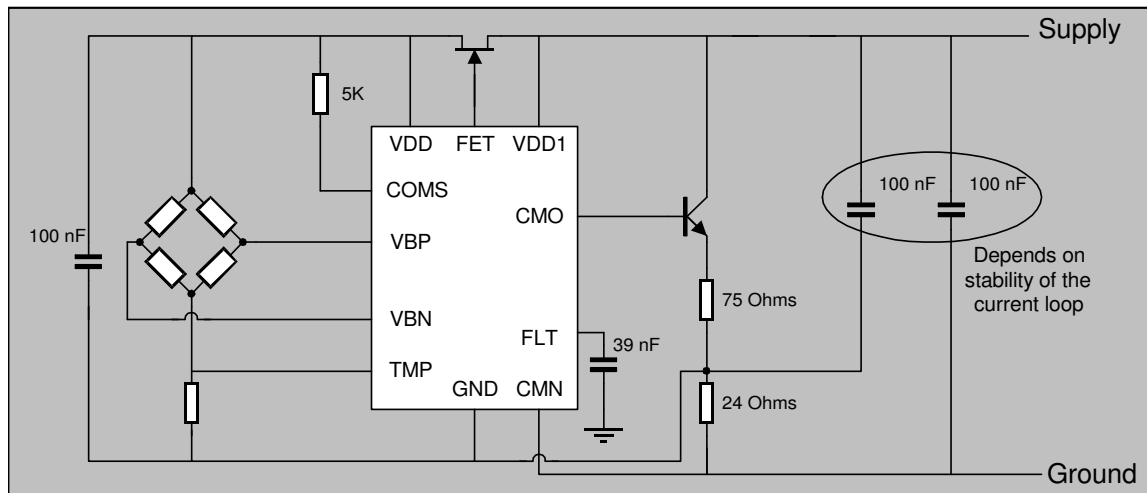 Supply
5K
VDD FET VDD1
COMS
100 nF 100 nF
CMO
100 nF
VBP
Depends on
stability of the
current loop
75 Ohms
VBN
FLT
39 nF
TMP
GND CMN
24 Ohms
Ground